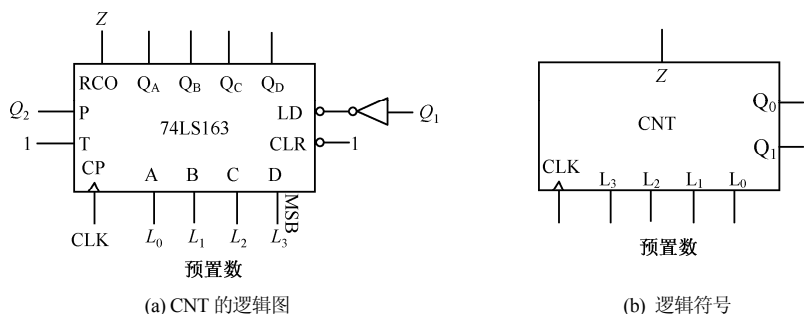 Z
RCO Q_A Q_B Q_C Q_D
Q_2 P LD Q_1
74LS163
1 T CLR 1
CP
A B C D
MSB
CLK L_0 L_1 L_2 L_3
预置数
(a) CNT 的逻辑图
Z
Q_0
CNT
Q_1
CLK L_3 L_2 L_1 L_0
预置数
(b) 逻辑符号